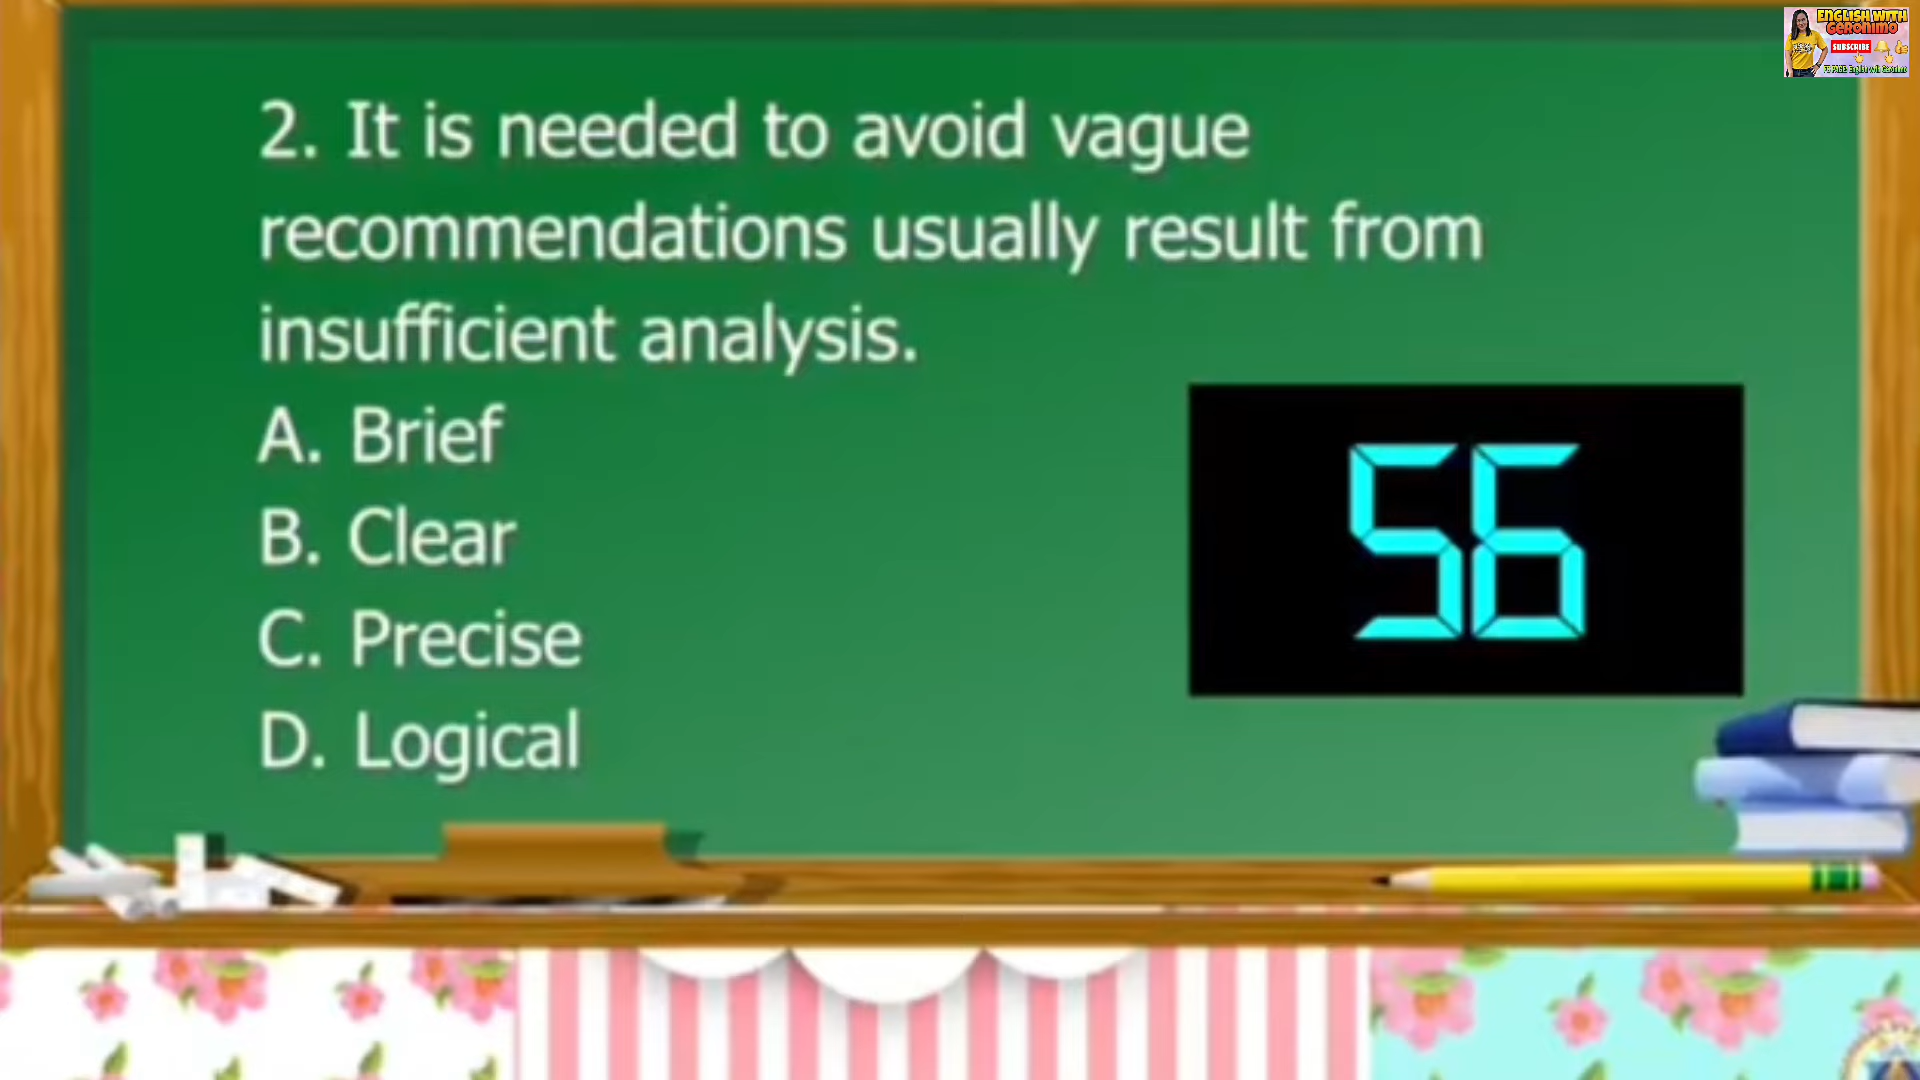 ENGLISH WITH
GERONIMO
SUBSCRIBE
2. It is needed to avoid vague
recommendations usually result from
insufficient analysis.
A. Brief
B. Clear
C. Precise
D. Logical
56